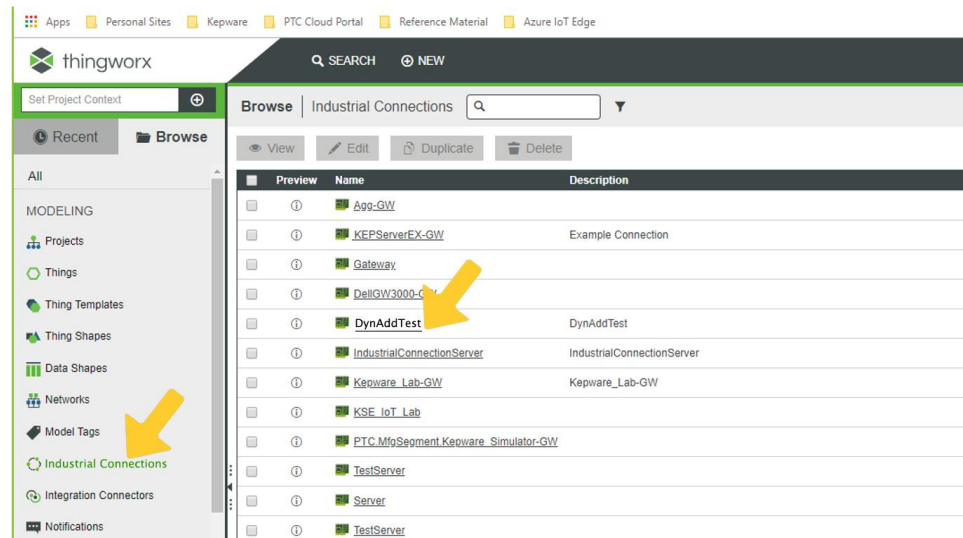 Apps Personal Sites Kepware PTC Cloud Portal Reference Material Azure IoT Edge
thingworx
SEARCH NEW
Set Project Context
Browse Industrial Connections
Recent Browse
View Edit Duplicate Delete
All
MODELING
Projects
Things
Thing Templates
Thing Shapes
Data Shapes
Networks
Model Tags
Industrial Connections
Integration Connectors
Notifications
Preview Name Description
Agg-GW
KEPServerEX-GW Example Connection
Gateway
DellGW3000-
DynAddTest DynAddTest
IndustrialConnectionServer IndustrialConnectionServer
Kepware_Lab-GW Kepware_Lab-GW
KSE_IoT_Lab
PTC.MfgSegment.Kepware_Simulator-GW
TestServer
Server
TestServer